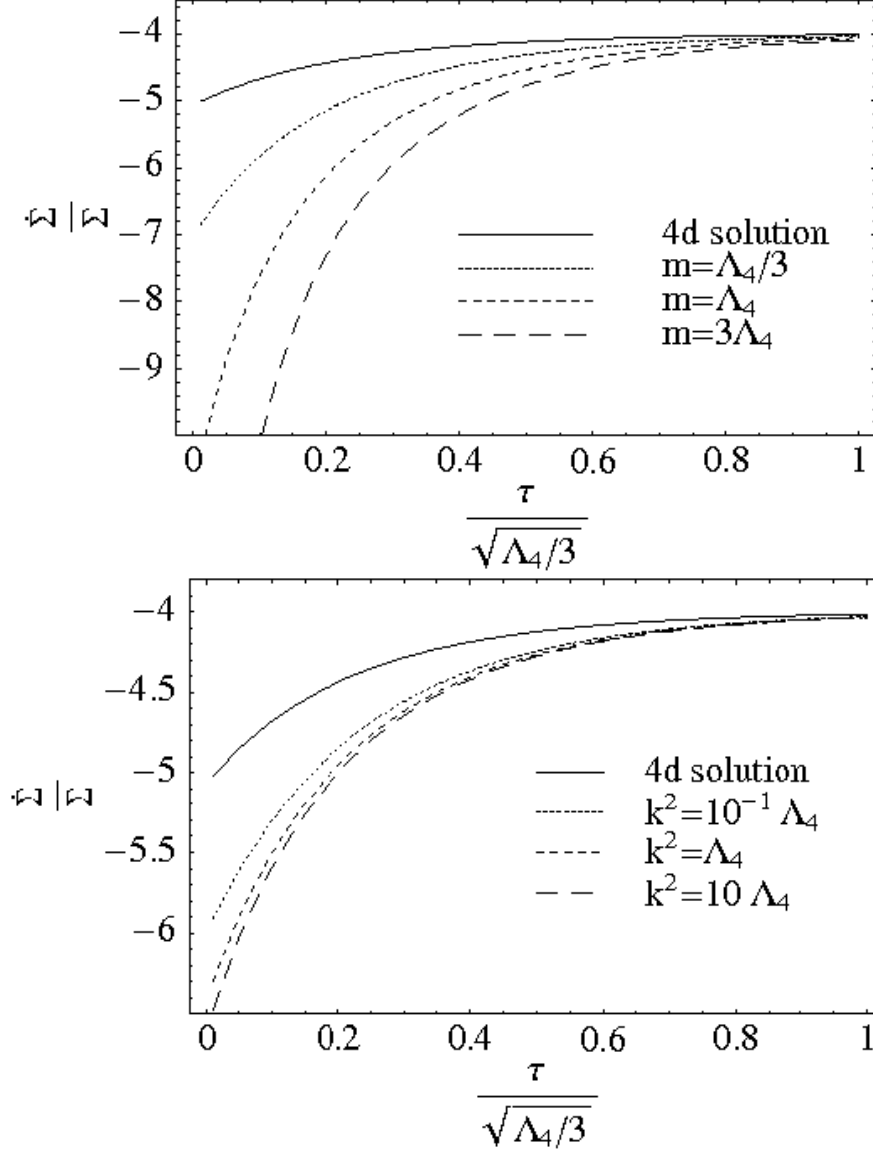 −4
−5
−6
−7
−8
−9
Σ̇
Σ
4d solution
m=Λ₄/3
m=Λ₄
m=3Λ₄
0 0.2 0.4 0.6 0.8 1
τ
√Λ₄/3
−4
−4.5
−5
−5.5
−6
Σ̇
Σ
4d solution
k²=10⁻¹ Λ₄
k²=Λ₄
k²=10 Λ₄
0 0.2 0.4 0.6 0.8 1
τ
√Λ₄/3